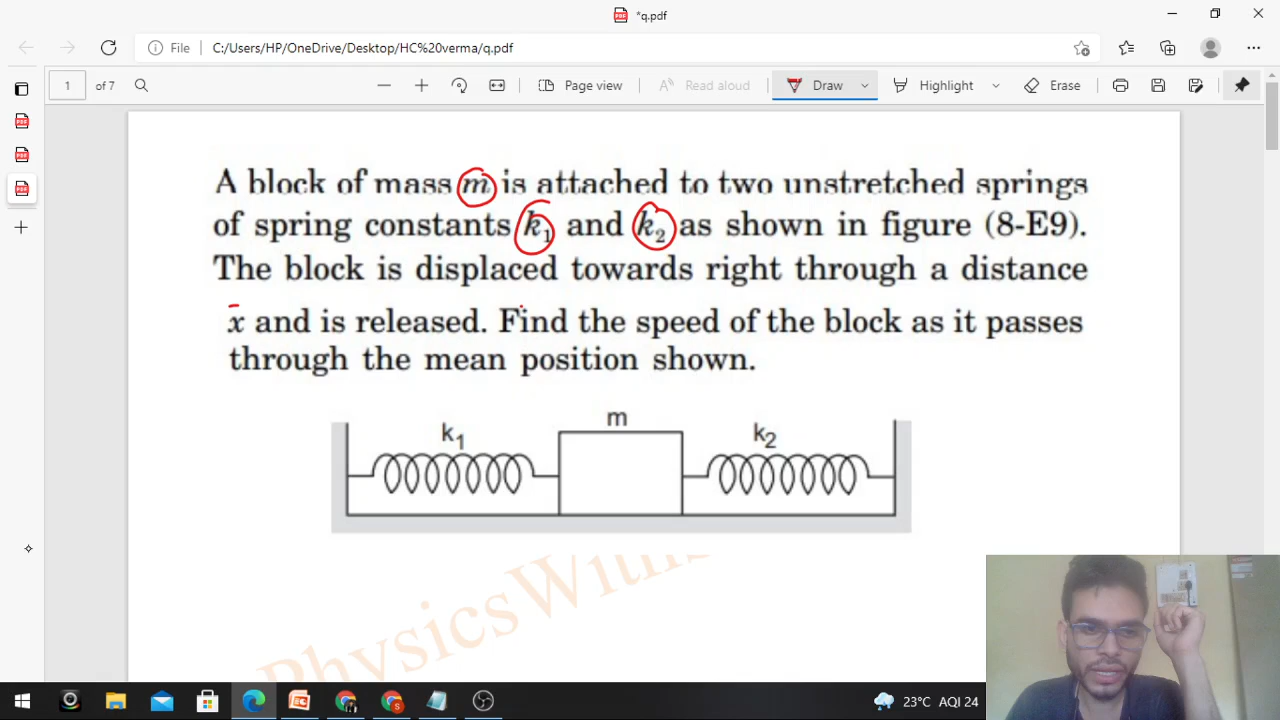 *q.pdf
File C:/Users/HP/OneDrive/Desktop/HC%20verma/q.pdf
1 of 7 Page view Read aloud Draw Highlight Erase
A block of mass m is attached to two unstretched springs
of spring constants k₁ and k₂ as shown in figure (8-E9).
The block is displaced towards right through a distance
x and is released. Find the speed of the block as it passes
through the mean position shown.
m
k₁ k₂
23°C AQI 24